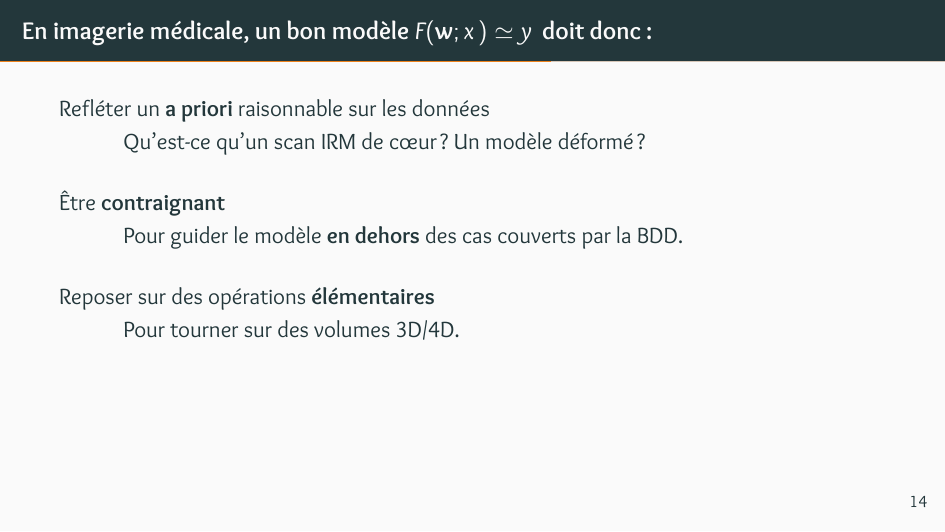 En imagerie médicale, un bon modèle F(w; x) ≃ y doit donc :
Refléter un a priori raisonnable sur les données
Qu’est-ce qu’un scan IRM de cœur ? Un modèle déformé ?
Être contraignant
Pour guider le modèle en dehors des cas couverts par la BDD.
Reposer sur des opérations élémentaires
Pour tourner sur des volumes 3D/4D.
14